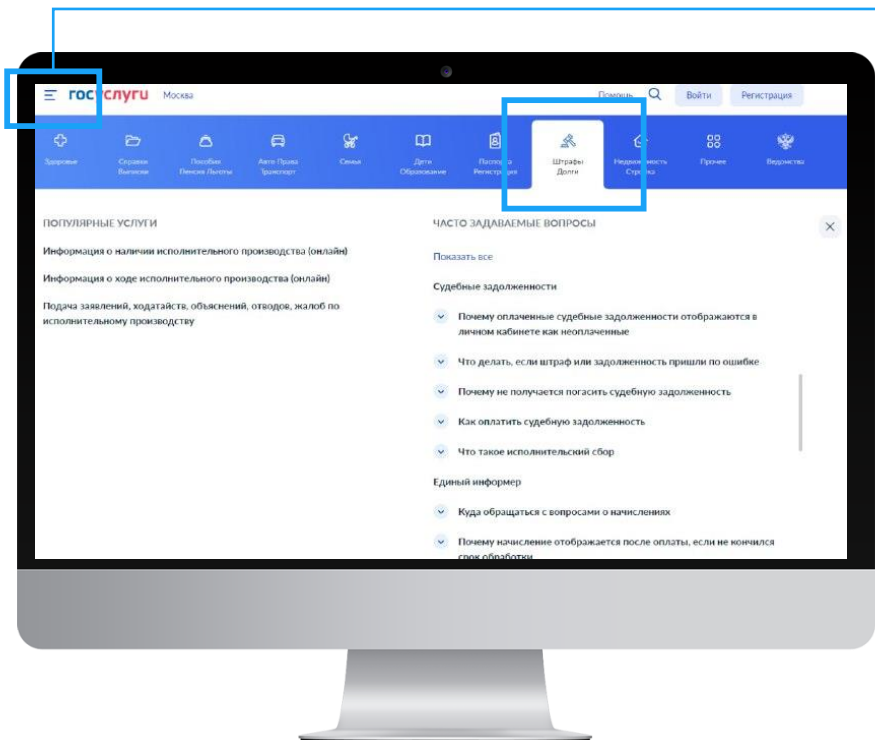 госуслуги Москва Помощь Войти Регистрация
Здоровье
Справки
Выписки
Пособия
Пенсия Льготы
Авто Права
Транспорт
Семья
Дети
Образование
Паспорта
Регистрация
Штрафы
Долги
Недвижимость
Стройка
Прочее
Ведомства
ПОПУЛЯРНЫЕ УСЛУГИ
Информация о наличии исполнительного производства (онлайн)
Информация о ходе исполнительного производства (онлайн)
Подача заявлений, ходатайств, объяснений, отводов, жалоб по
исполнительному производству
ЧАСТО ЗАДАВАЕМЫЕ ВОПРОСЫ
Показать все
Судебные задолженности
Почему оплаченные судебные задолженности отображаются в
личном кабинете как неоплаченные
Что делать, если штраф или задолженность пришли по ошибке
Почему не получается погасить судебную задолженность
Как оплатить судебную задолженность
Что такое исполнительский сбор
Единый информер
Куда обращаться с вопросами о начислениях
Почему начисление отображается после оплаты, если не кончился
срок обработки